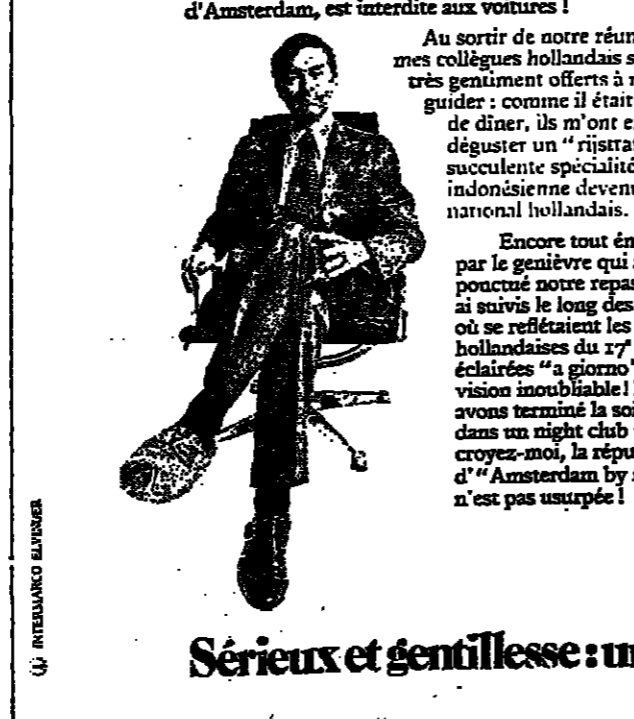 d'Amsterdam, est interdite aux voitures !
Au sortir de notre réun
mes collègues hollandais s
très gentiment offerts à
guider : comme il était
de dîner, ils m'ont e
déguster un "rijsttaf
succulente spécialité
indonésienne devenu
national hollandais.
Encore tout ém
par le genièvre qui
ponctué notre repas
ai suivis le long des
où se reflétaient les
hollandaises du 17e
éclairées "a giorno"
vision inoubliable !
avons terminé la soi
dans un night club
croyez-moi, la répu
d'"Amsterdam by
n'est pas usurpée !
INTERMARCO ELVINGER
Sérieux et gentillesse : un